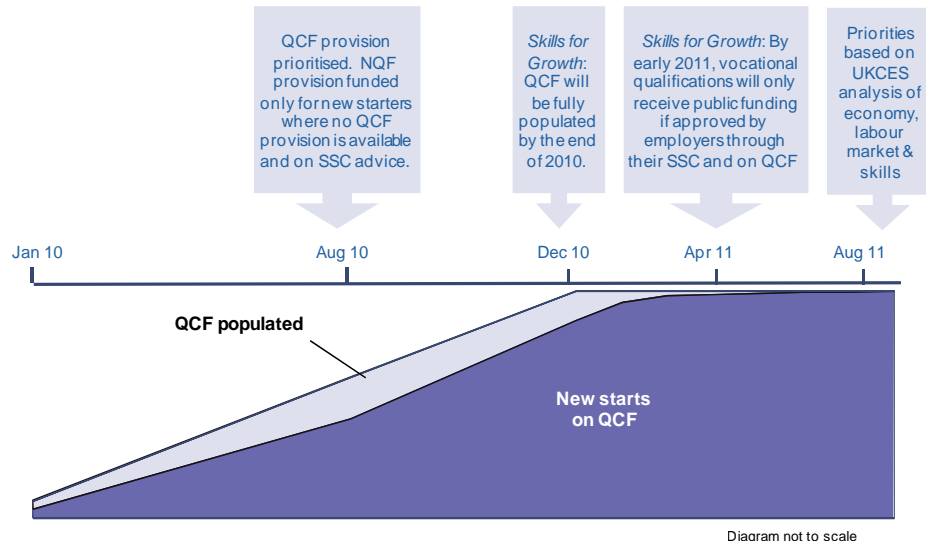 QCF provision
prioritised. NQF
provision funded
only for new starters
where no QCF
provision is available
and on SSC advice.
Skills for
Growth:
QCF will
be fully
populated
by the end
of 2010.
Skills for Growth: By
early 2011, vocational
qualifications will only
receive public funding
if approved by
employers through
their SSC and on QCF
Priorities
based on
UKCES
analysis of
economy,
labour
market &
skills
Jan 10
Aug 10
Dec 10
Apr 11
Aug 11
QCF populated
New starts
on QCF
Diagram not to scale